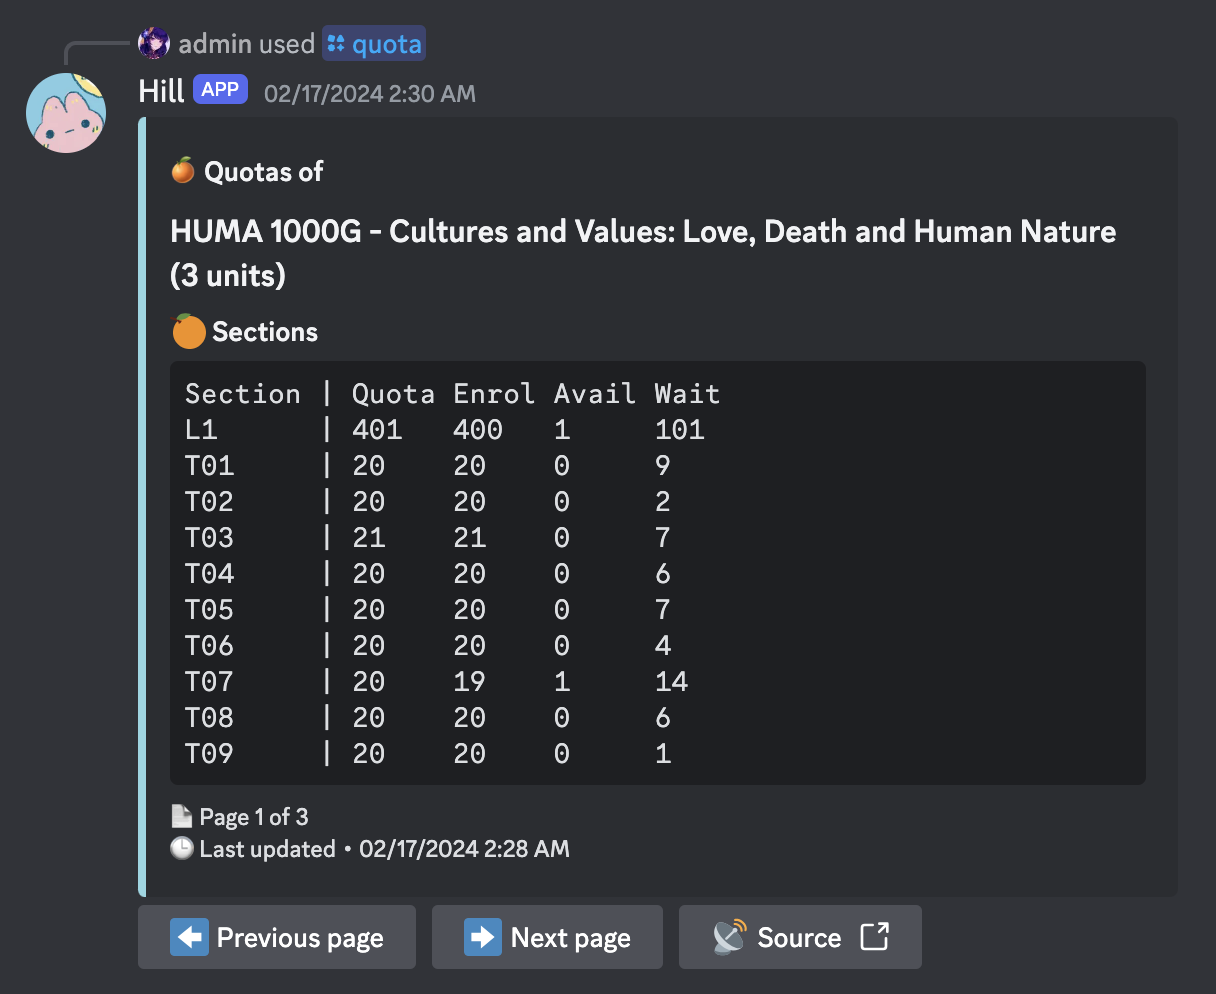 admin used quota
Hill APP 02/17/2024 2:30 AM
Quotas of
HUMA 1000G - Cultures and Values: Love, Death and Human Nature
(3 units)
Sections
Section | Quota Enrol Avail Wait
L1 | 401 400 1 101
T01 | 20 20 0 9
T02 | 20 20 0 2
T03 | 21 21 0 7
T04 | 20 20 0 6
T05 | 20 20 0 7
T06 | 20 20 0 4
T07 | 20 19 1 14
T08 | 20 20 0 6
T09 | 20 20 0 1
Page 1 of 3
Last updated • 02/17/2024 2:28 AM
Previous page Next page Source